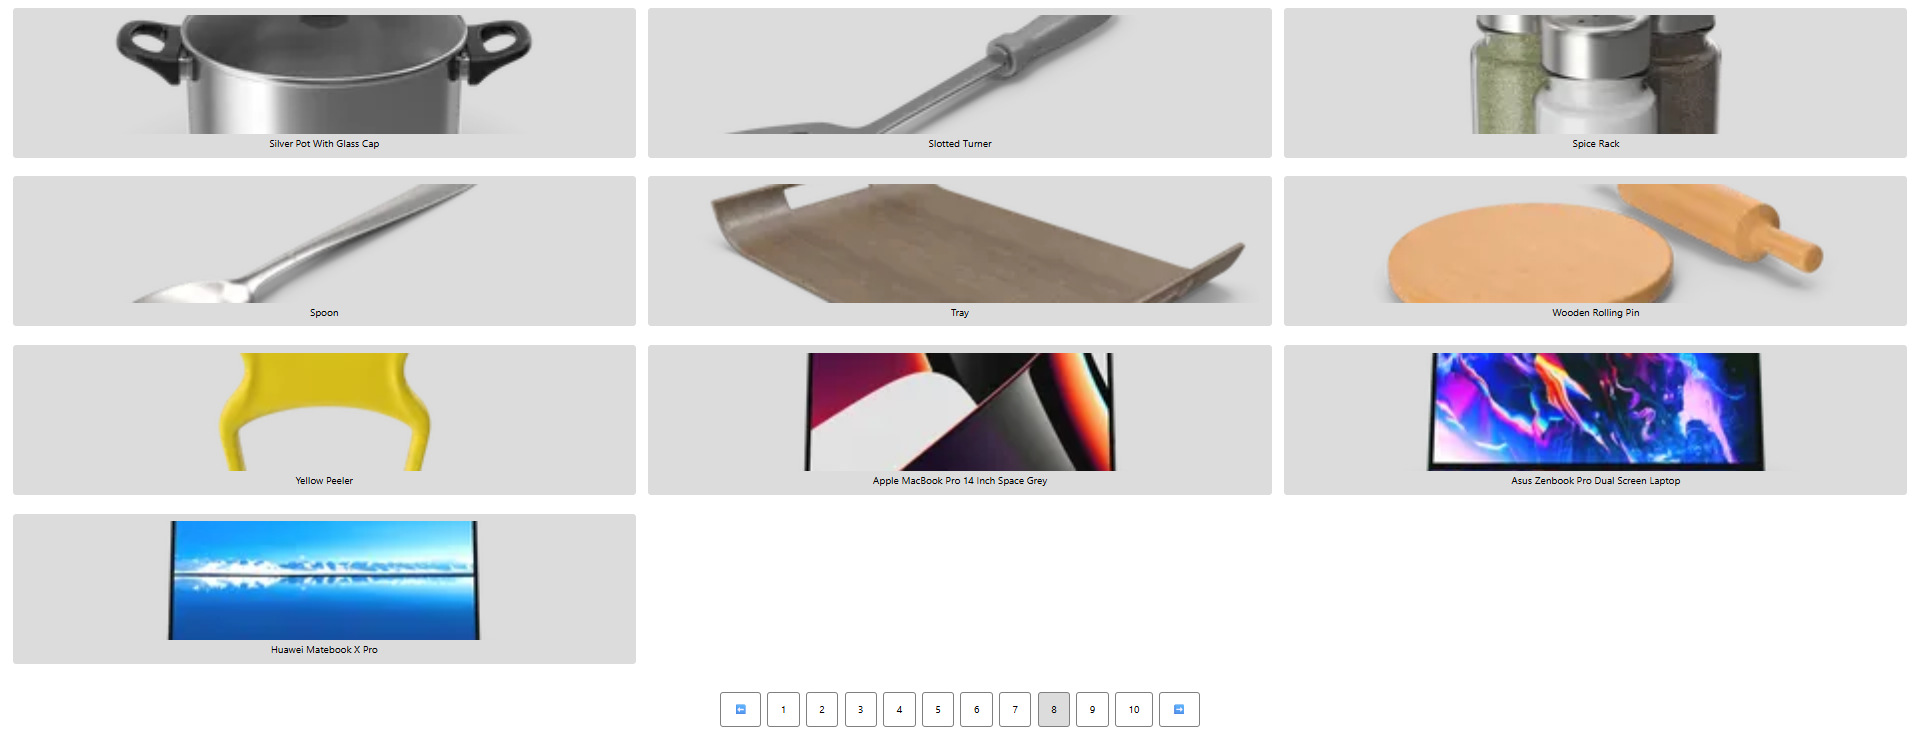 Silver Pot With Glass Cap
Slotted Turner
Spice Rack
Spoon
Tray
Wooden Rolling Pin
Yellow Peeler
Apple MacBook Pro 14 Inch Space Grey
Asus Zenbook Pro Dual Screen Laptop
Huawei Matebook X Pro
1 2 3 4 5 6 7 8 9 10